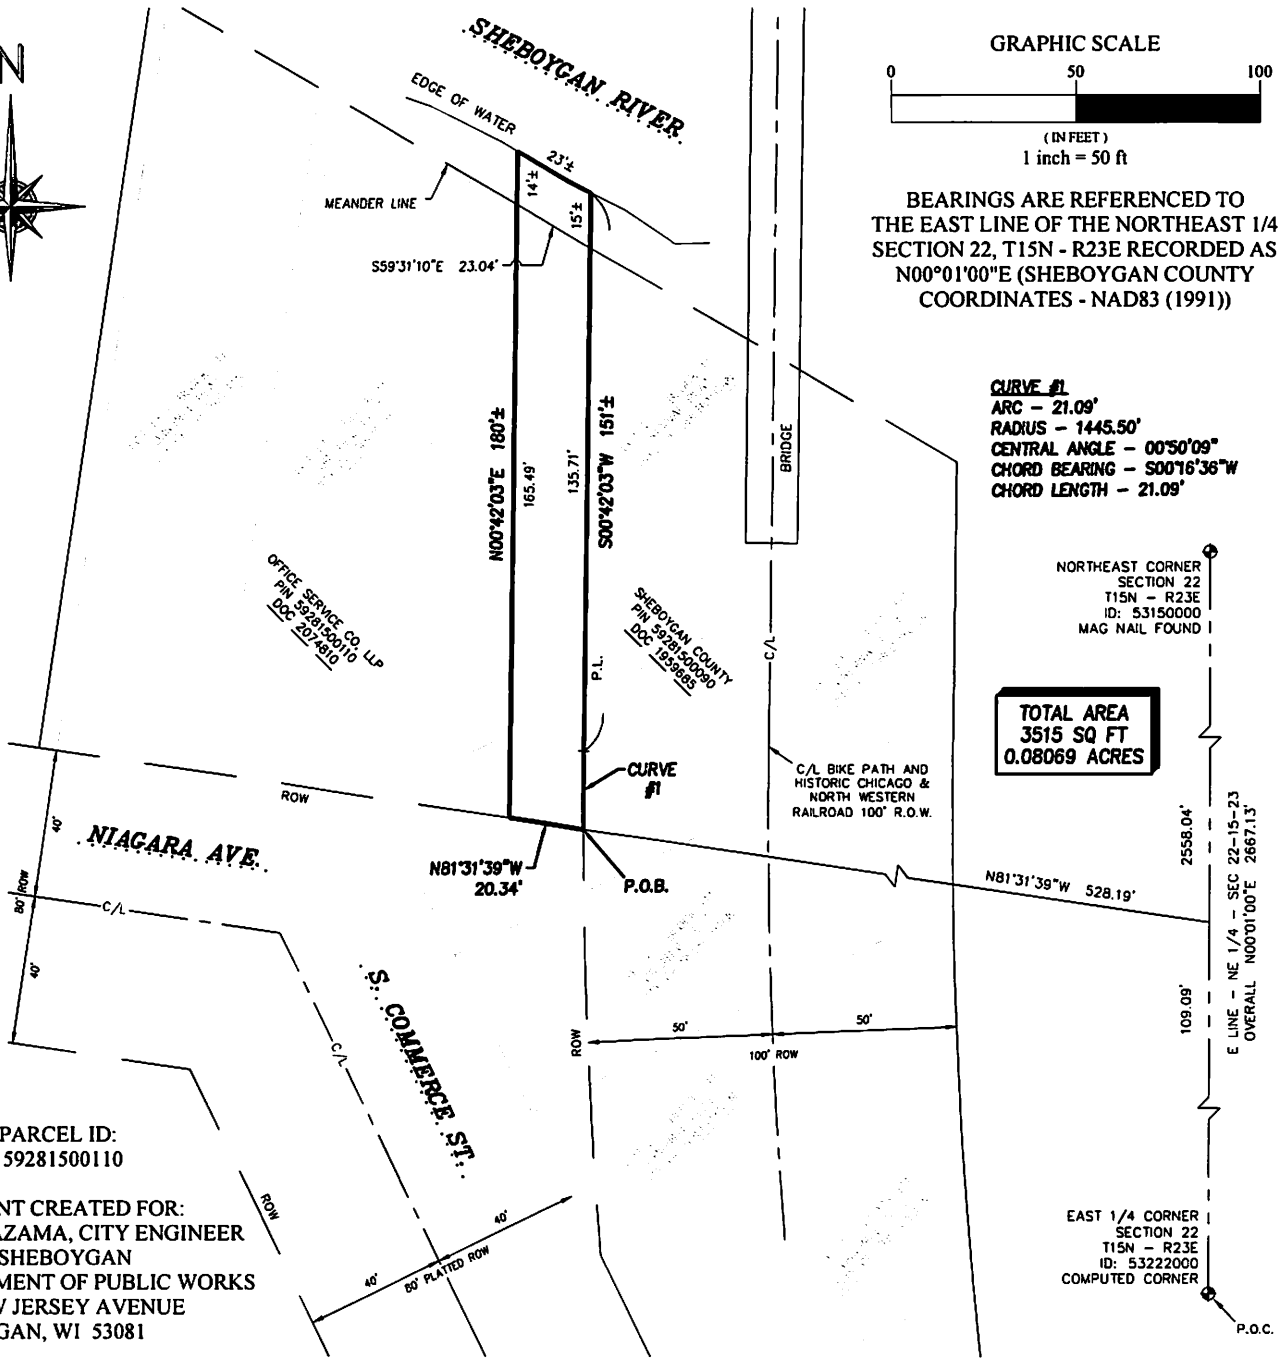 N
SHEBOYGAN RIVER
EDGE OF WATER
23'±
14'±
15'±
MEANDER LINE
S59°31'10"E 23.04'
GRAPHIC SCALE
0 50 100
( IN FEET )
1 inch = 50 ft
BEARINGS ARE REFERENCED TO
THE EAST LINE OF THE NORTHEAST 1/4
SECTION 22, T15N - R23E RECORDED AS
N00°01'00"E (SHEBOYGAN COUNTY
COORDINATES - NAD83 (1991))
CURVE #1
ARC - 21.09'
RADIUS - 1445.50'
CENTRAL ANGLE - 00°50'09"
CHORD BEARING - S00°16'36"W
CHORD LENGTH - 21.09'
N00°42'03"E 180'±
165.49'
135.71'
S00°42'03"W 151'±
BRIDGE
OFFICE SERVICE CO. LLP
PIN 59281500110
DOC 2074810
SHEBOYGAN COUNTY
PIN 59281500090
DOC 1959685
P.L.
C/L
NORTHEAST CORNER
SECTION 22
T15N - R23E
ID: 53150000
MAG NAIL FOUND
TOTAL AREA
3515 SQ FT
0.08069 ACRES
CURVE
#1
C/L BIKE PATH AND
HISTORIC CHICAGO &
NORTH WESTERN
RAILROAD 100' R.O.W.
ROW
40'
NIAGARA AVE.
N81°31'39"W
20.34'
P.O.B.
N81°31'39"W 528.19'
2558.04'
E LINE - NE 1/4 - SEC 22-15-23
OVERALL N00°01'00"E 2667.13'
80' ROW
C/L
40'
109.09'
S. COMMERCE ST.
C/L
ROW
50'
50'
100' ROW
PARCEL ID:
59281500110
NT CREATED FOR:
AZAMA, CITY ENGINEER
SHEBOYGAN
MENT OF PUBLIC WORKS
W JERSEY AVENUE
GAN, WI 53081
ROW
40'
40'
80' PLATTED ROW
EAST 1/4 CORNER
SECTION 22
T15N - R23E
ID: 53222000
COMPUTED CORNER
P.O.C.